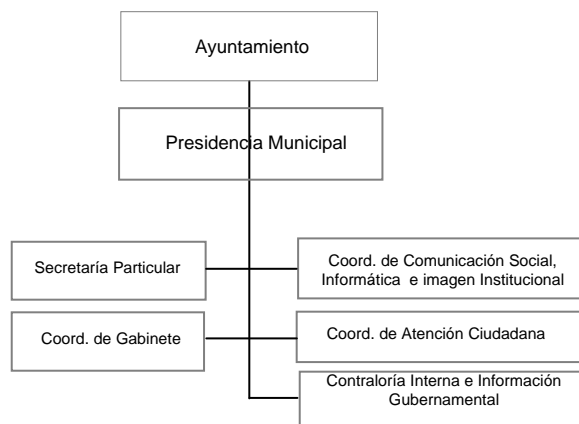 Ayuntamiento
Presidencia Municipal
Secretaría Particular
Coord. de Comunicación Social,
Informática e imagen Institucional
Coord. de Gabinete
Coord. de Atención Ciudadana
Contraloría Interna e Información
Gubernamental